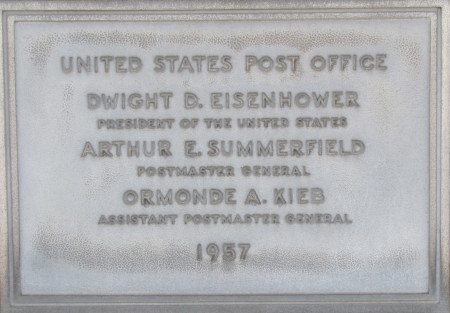 UNITED STATES POST OFFICE
DWIGHT D. EISENHOWER
PRESIDENT OF THE UNITED STATES
ARTHUR E. SUMMERFIELD
POSTMASTER GENERAL
ORMONDE A. KIEB
ASSISTANT POSTMASTER GENERAL
1957